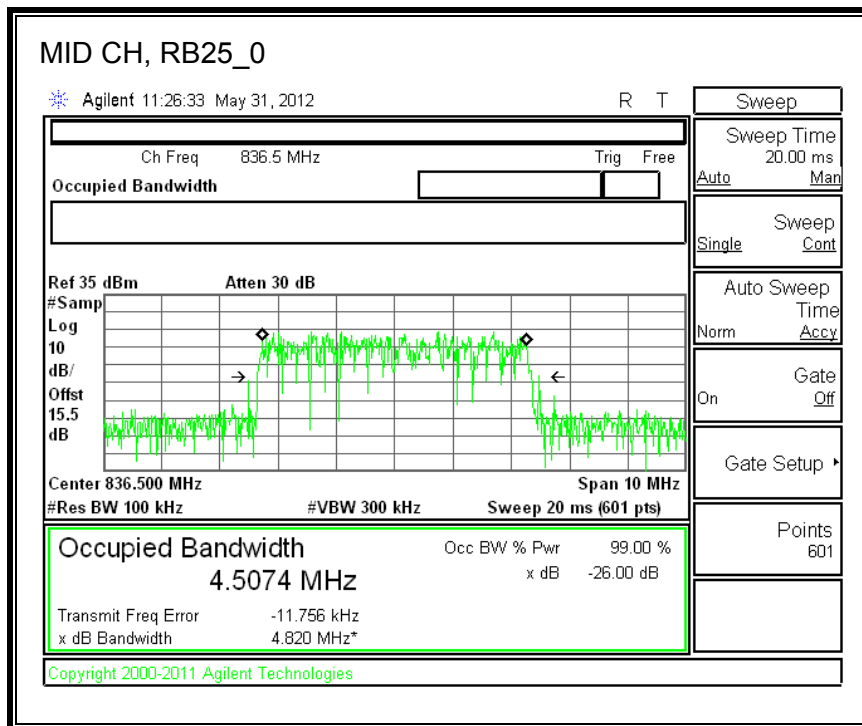 MID CH, RB25_0
Agilent 11:26:33 May 31, 2012 R T
Ch Freq 836.5 MHz Trig Free
Occupied Bandwidth
Ref 35 dBm Atten 30 dB
#Samp
Log
10
dB/
Offst
15.5
dB
Center 836.500 MHz Span 10 MHz
#Res BW 100 kHz #VBW 300 kHz Sweep 20 ms (601 pts)
Occupied Bandwidth Occ BW % Pwr 99.00 %
4.5074 MHz x dB -26.00 dB
Transmit Freq Error -11.756 kHz
x dB Bandwidth 4.820 MHz*
Copyright 2000-2011 Agilent Technologies
Sweep
Sweep Time
20.00 ms
Auto Man
Sweep
Single Cont
Auto Sweep
Time
Norm Accy
Gate
On Off
Gate Setup
Points
601